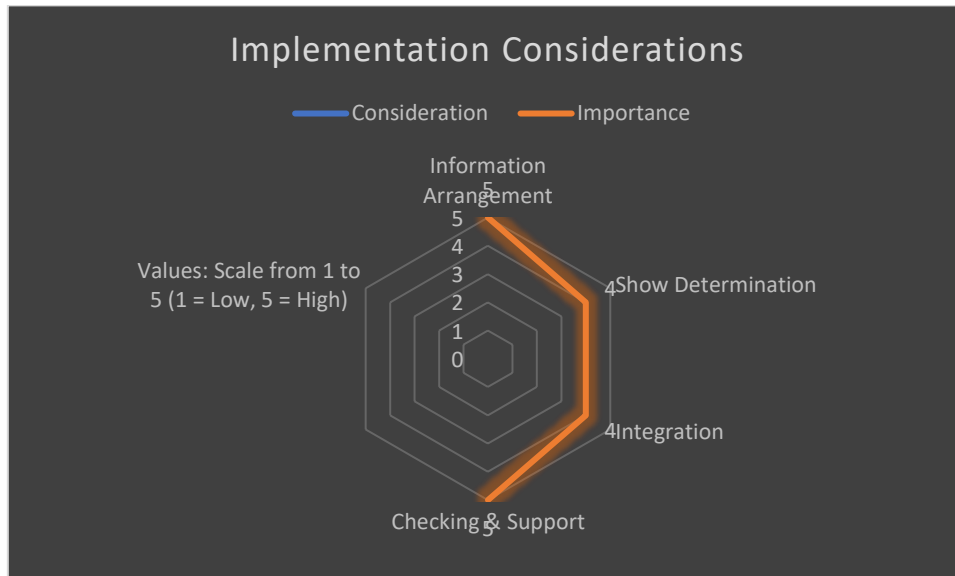 Implementation Considerations
Consideration Importance
Information
5
Arrangement
5
4
3
2
1
0
4 Show Determination
4 Integration
Checking & Support
5
Values: Scale from 1 to
5 (1 = Low, 5 = High)